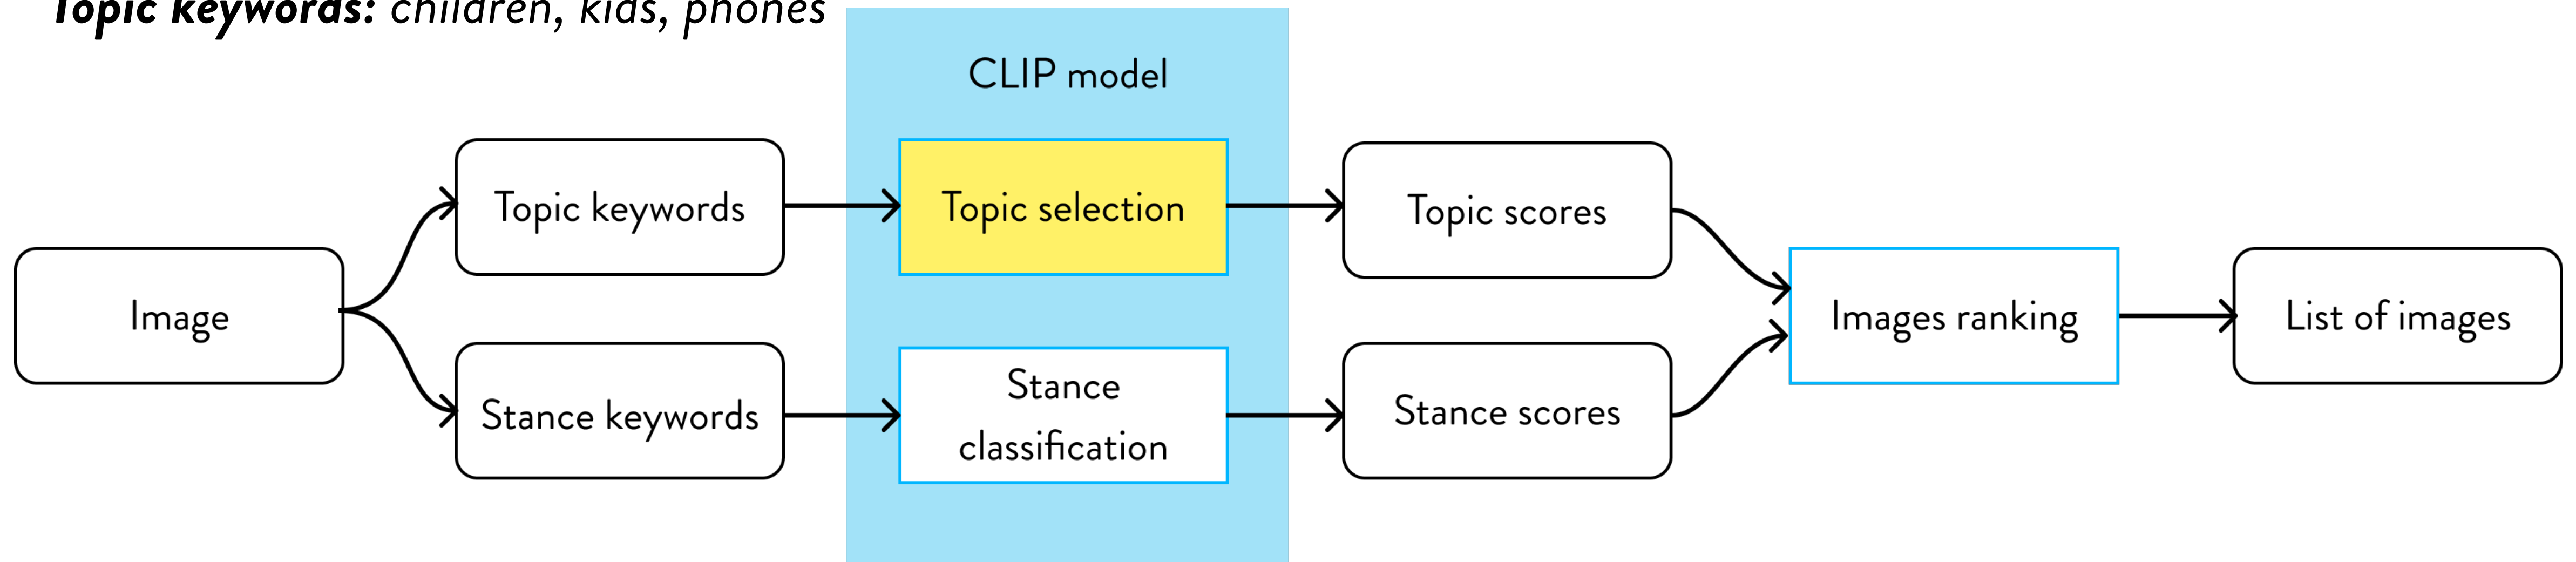 Topic keywords: children, kids, phones
CLIP model
Topic keywords
Topic selection
Topic scores
Image
Images ranking
List of images
Stance keywords
Stance
classification
Stance scores